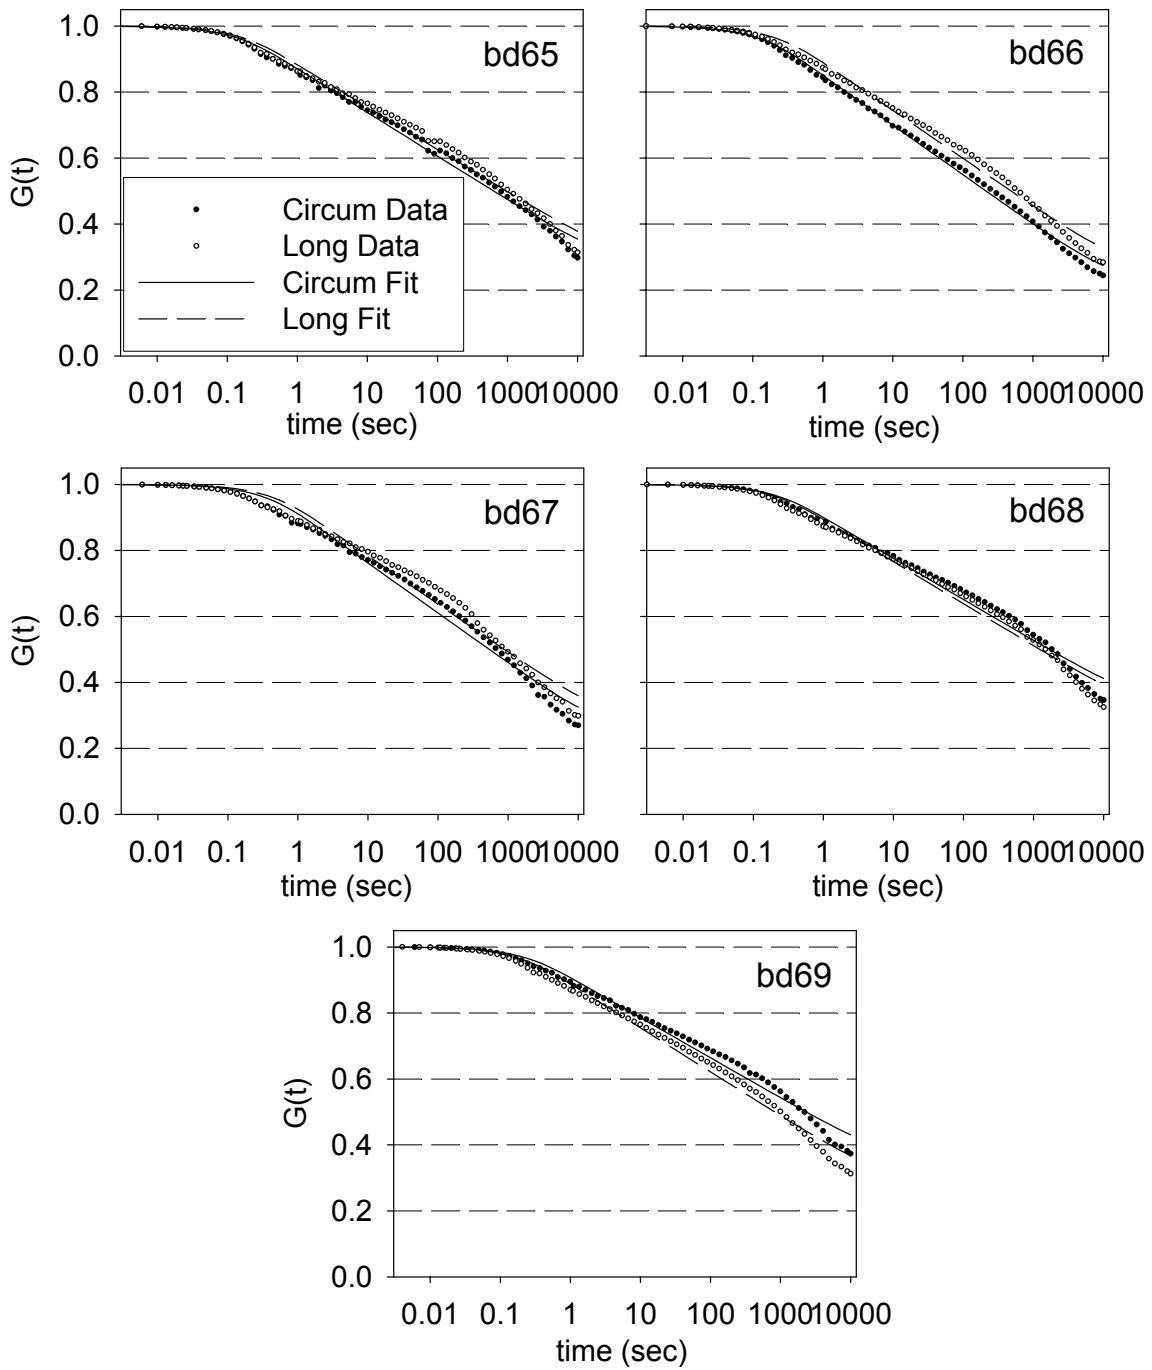 bd65
1.0
0.8
0.6
0.4
0.2
0.0
G(t)
Circum Data
Long Data
Circum Fit
Long Fit
0.01 0.1 1 10 100 1000 10000
time (sec)
bd66
0.01 0.1 1 10 100 1000 10000
time (sec)
bd67
1.0
0.8
0.6
0.4
0.2
0.0
G(t)
0.01 0.1 1 10 100 1000 10000
time (sec)
bd68
0.01 0.1 1 10 100 1000 10000
time (sec)
bd69
1.0
0.8
0.6
0.4
0.2
0.0
G(t)
0.01 0.1 1 10 100 1000 10000
time (sec)